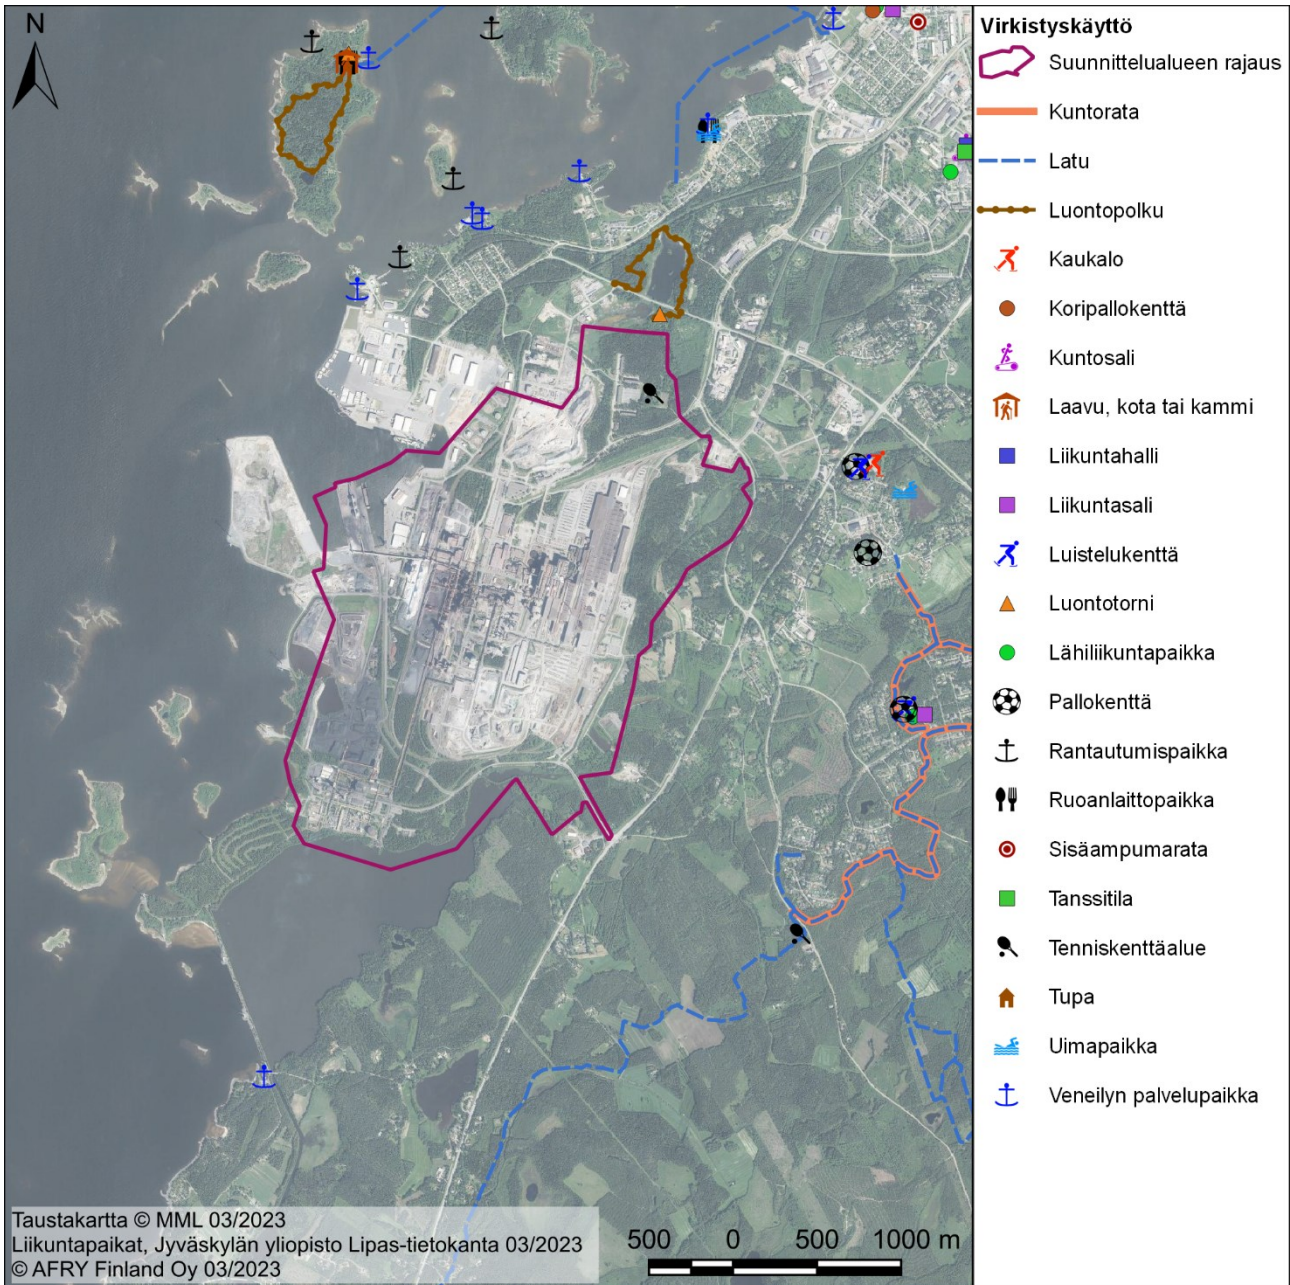 N
Virkistyskäyttö
Suunnittelualueen rajaus
Kuntorata
Latu
Luontopolku
Kaukalo
Koripallokenttä
Kuntosali
Laavu, kota tai kammi
Liikuntahalli
Liikuntasali
Luistelukenttä
Luontotorni
Lähiliikuntapaikka
Pallokenttä
Rantautumispaikka
Ruoanlaittopaikka
Sisäampumarata
Tanssitila
Tenniskenttäalue
Tupa
Uimapaikka
Veneilyn palvelupaikka
Taustakartta © MML 03/2023
Liikuntapaikat, Jyväskylän yliopisto Lipas-tietokanta 03/2023
© AFRY Finland Oy 03/2023
500 0 500 1000 m